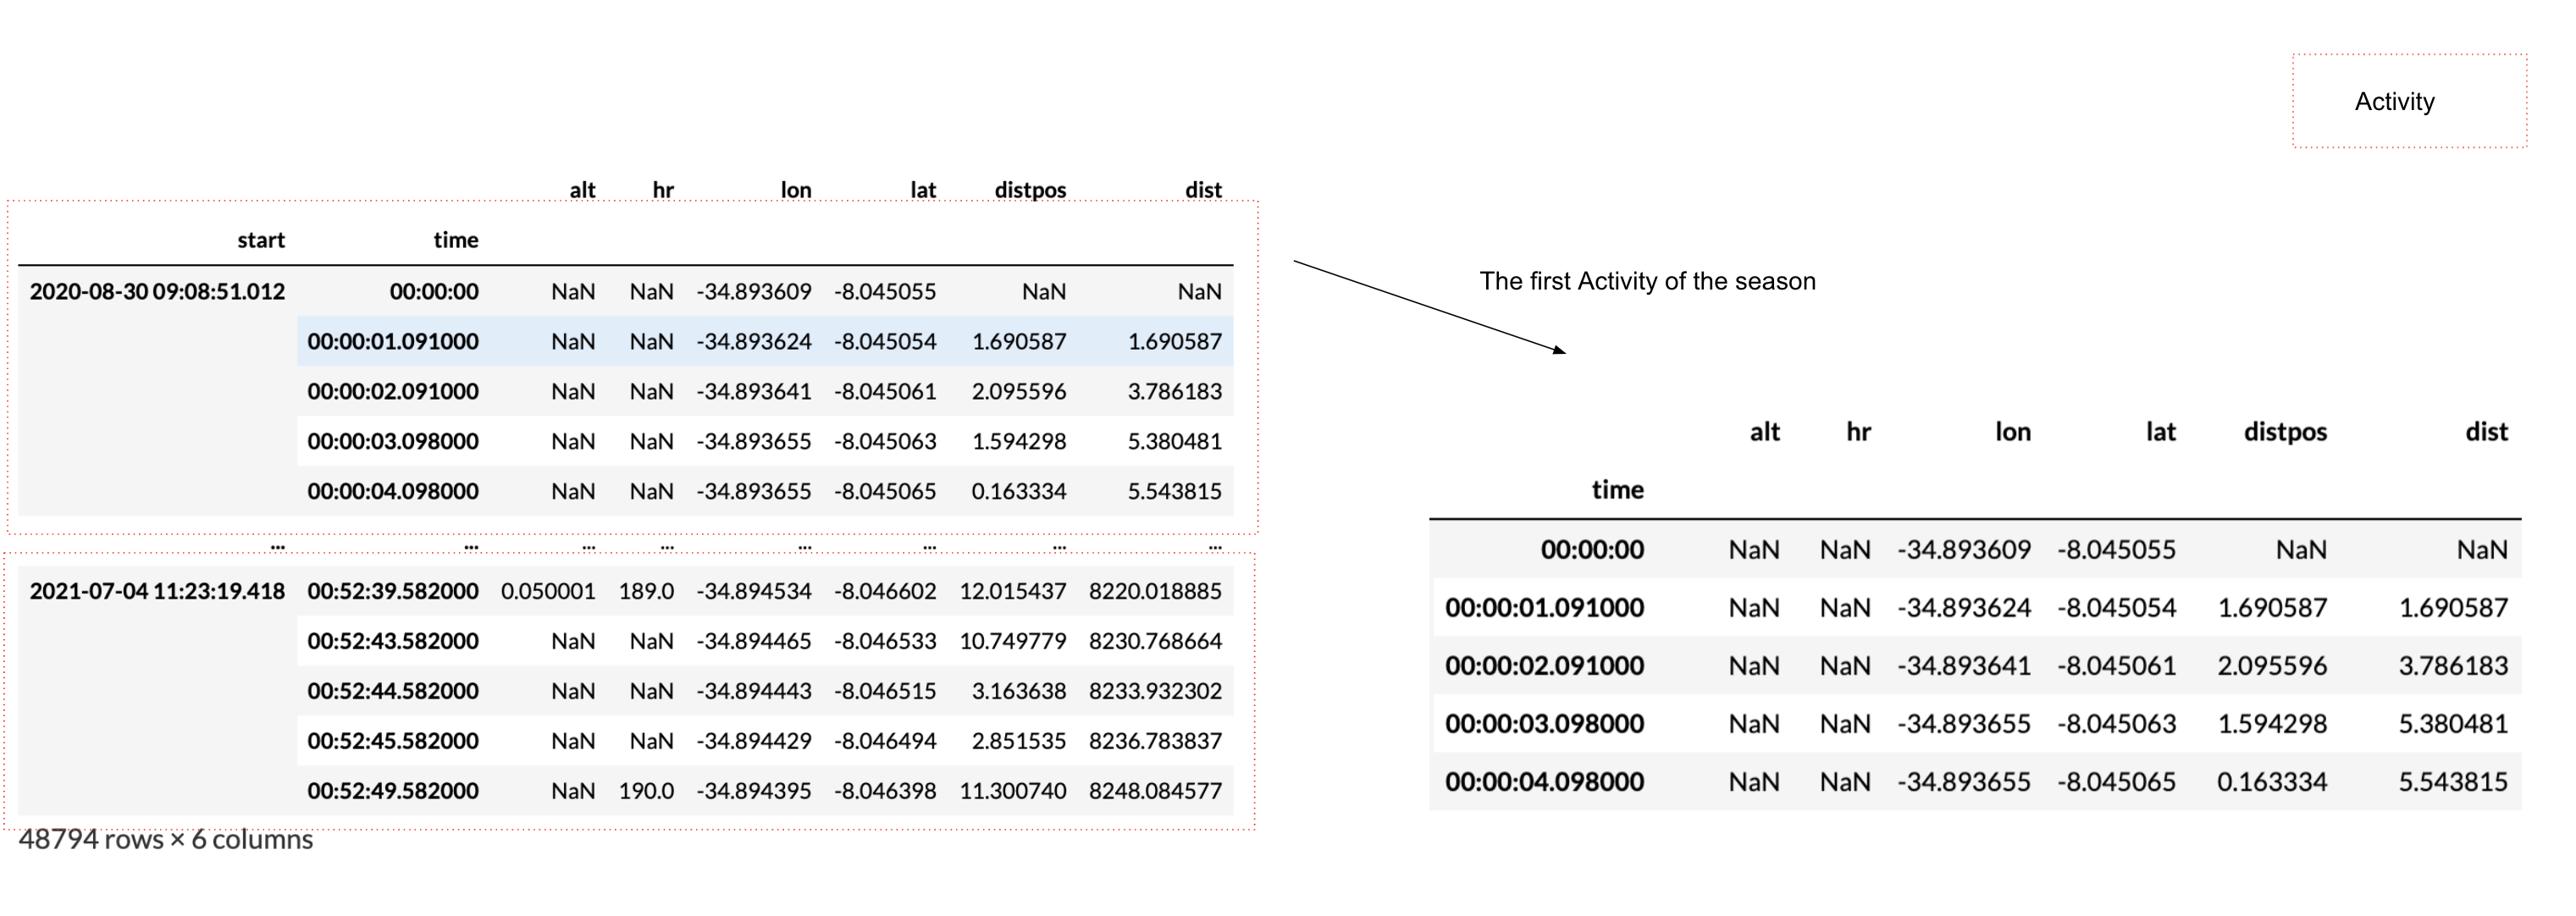 Activity
alt hr lon lat distpos dist
start time
2020-08-30 09:08:51.012 00:00:00 NaN NaN -34.893609 -8.045055 NaN NaN
00:00:01.091000 NaN NaN -34.893624 -8.045054 1.690587 1.690587
00:00:02.091000 NaN NaN -34.893641 -8.045061 2.095596 3.786183
00:00:03.098000 NaN NaN -34.893655 -8.045063 1.594298 5.380481
00:00:04.098000 NaN NaN -34.893655 -8.045065 0.163334 5.543815
... ... ... ... ... ... ... ...
2021-07-04 11:23:19.418 00:52:39.582000 0.050001 189.0 -34.894534 -8.046602 12.015437 8220.018885
00:52:43.582000 NaN NaN -34.894465 -8.046533 10.749779 8230.768664
00:52:44.582000 NaN NaN -34.894443 -8.046515 3.163638 8233.932302
00:52:45.582000 NaN NaN -34.894429 -8.046494 2.851535 8236.783837
00:52:49.582000 NaN 190.0 -34.894395 -8.046398 11.300740 8248.084577
48794 rows × 6 columns
The first Activity of the season
alt hr lon lat distpos dist
time
00:00:00 NaN NaN -34.893609 -8.045055 NaN NaN
00:00:01.091000 NaN NaN -34.893624 -8.045054 1.690587 1.690587
00:00:02.091000 NaN NaN -34.893641 -8.045061 2.095596 3.786183
00:00:03.098000 NaN NaN -34.893655 -8.045063 1.594298 5.380481
00:00:04.098000 NaN NaN -34.893655 -8.045065 0.163334 5.543815